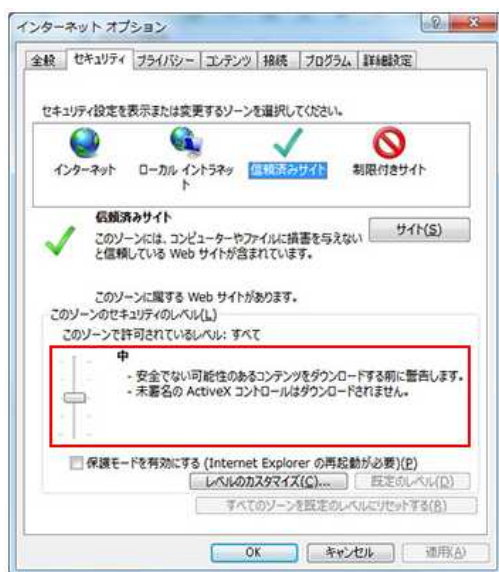 インターネット オプション
全般 セキュリティ プライバシー コンテンツ 接続 プログラム 詳細設定
セキュリティ設定を表示または変更するゾーンを選択してください。
インターネット ローカル イントラネット 信頼済みサイト 制限付きサイト
信頼済みサイト
サイト(S)
このゾーンには、コンピューターやファイルに損害を与えない
と信頼している Web サイトが含まれています。
このゾーンに属する Web サイトがあります。
このゾーンのセキュリティのレベル(L)
このゾーンで許可されているレベル: すべて
中
- 安全でない可能性のあるコンテンツをダウンロードする前に警告します。
- 未署名の ActiveX コントロールはダウンロードされません。
保護モードを有効にする (Internet Explorer の再起動が必要)(P)
レベルのカスタマイズ(C)... 既定のレベル(D)
すべてのゾーンを既定のレベルにリセットする(R)
OK キャンセル 適用(A)